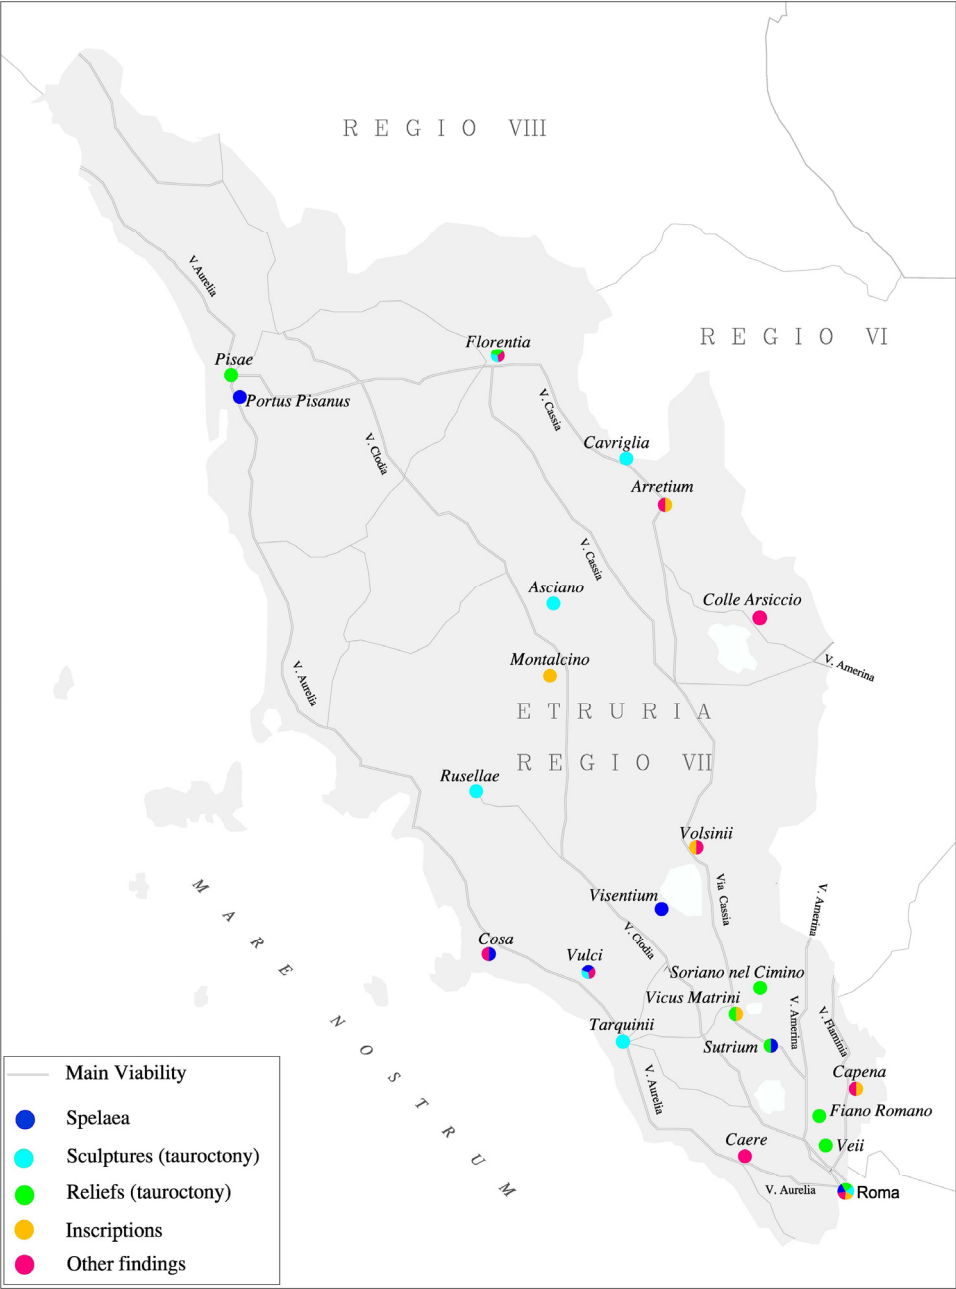 REGIO VIII
V.Aurelia
REGIO VI
Florentia
Pisae
Portus Pisanus
V. Cassia
V. Clodia
Cavriglia
Arretium
V. Cassia
Asciano
Colle Arsiccio
Montalcino
V. Amerina
V. Aurelia
ETRURIA
REGIO VII
Rusellae
Volsinii
Via Cassia
Visentium
V. Amerina
MARE NOSTRUM
Cosa
V. Clodia
Vulci
Soriano nel Cimino
Vicus Matrini
V. Amerina
V. Flaminia
Tarquinii
Sutrium
V. Aurelia
Capena
Fiano Romano
Caere
Veii
V. Aurelia
Roma
Main Viability
Spelaea
Sculptures (tauroctony)
Reliefs (tauroctony)
Inscriptions
Other findings